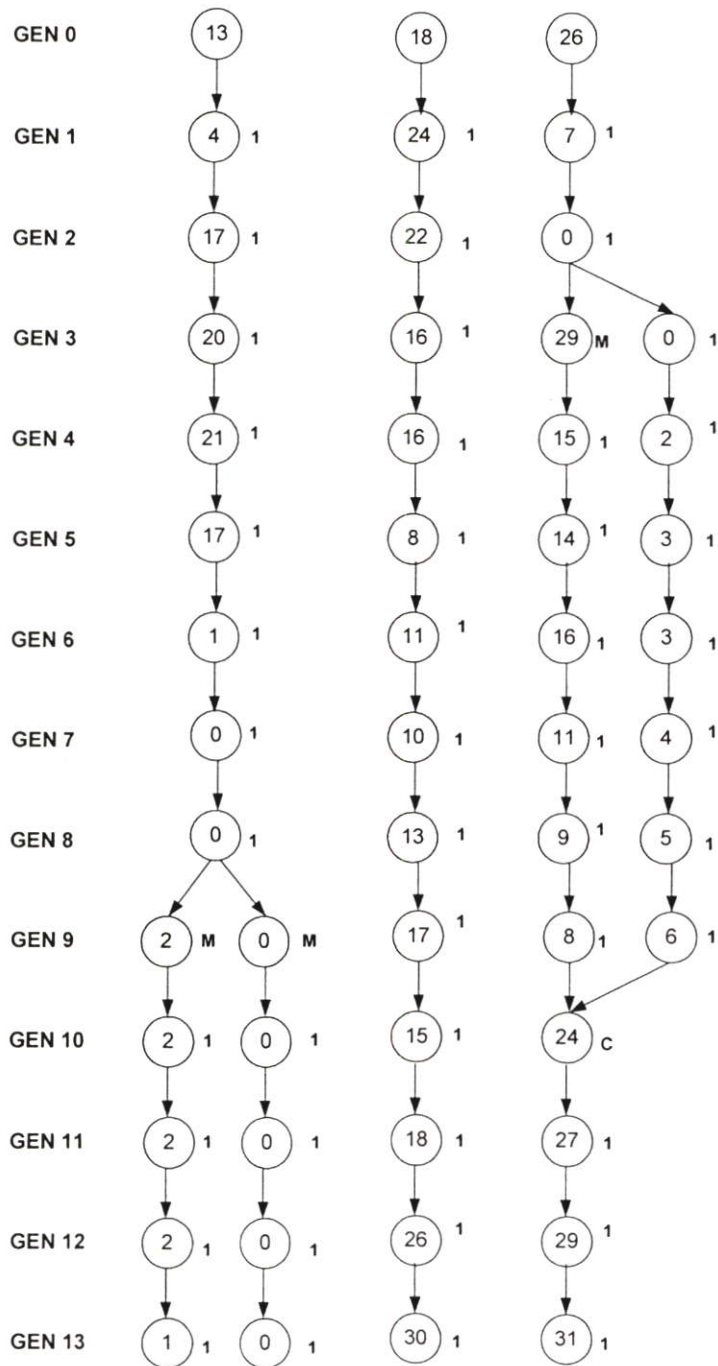 GEN 0 13 18 26
GEN 1 4 1 24 1 7 1
GEN 2 17 1 22 1 0 1
GEN 3 20 1 16 1 29 M 0 1
GEN 4 21 1 16 1 15 1 2 1
GEN 5 17 1 8 1 14 1 3 1
GEN 6 1 1 11 1 16 1 3 1
GEN 7 0 1 10 1 11 1 4 1
GEN 8 0 1 13 1 9 1 5 1
GEN 9 2 M 0 M 17 1 8 1 6 1
GEN 10 2 1 0 1 15 1 24 C
GEN 11 2 1 0 1 18 1 27 1
GEN 12 2 1 0 1 26 1 29 1
GEN 13 1 1 0 1 30 1 31 1